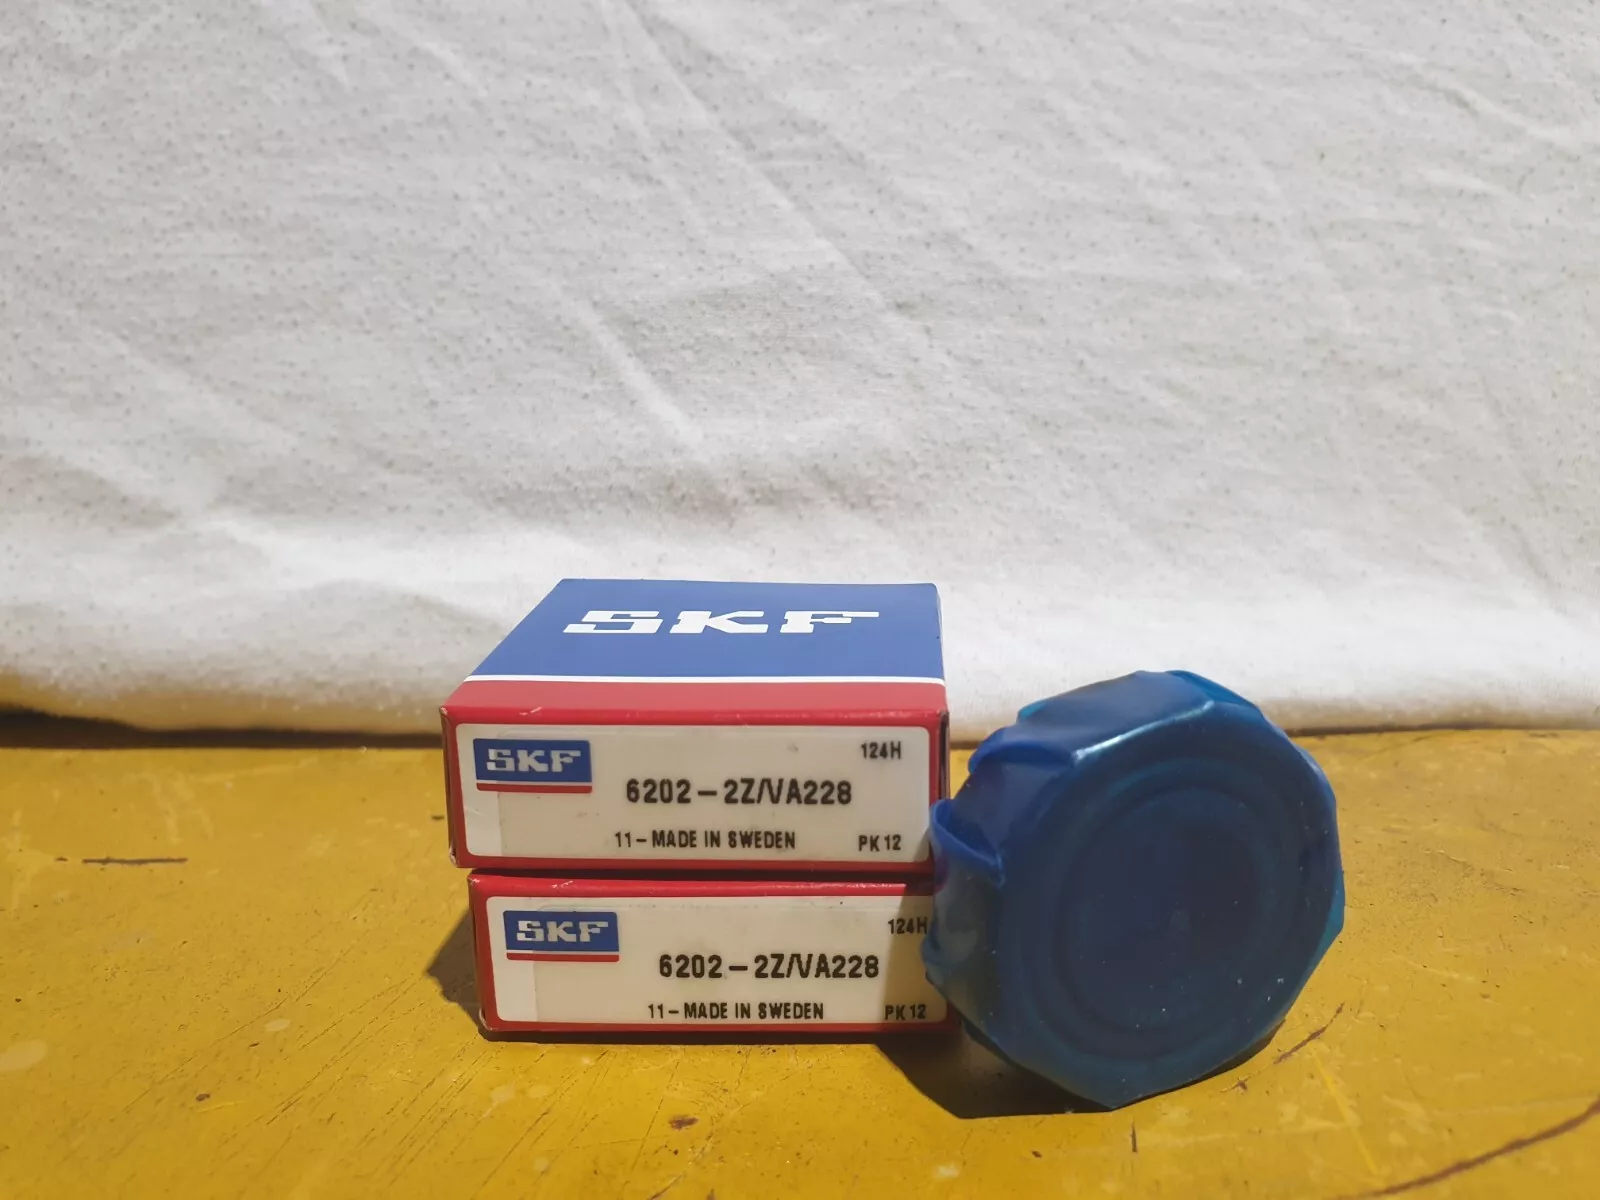 SKF
SKF
124H
6202-2Z/VA228
11-MADE IN SWEDEN PK12
SKF
124H
6202-2Z/VA228
11-MADE IN SWEDEN PK12